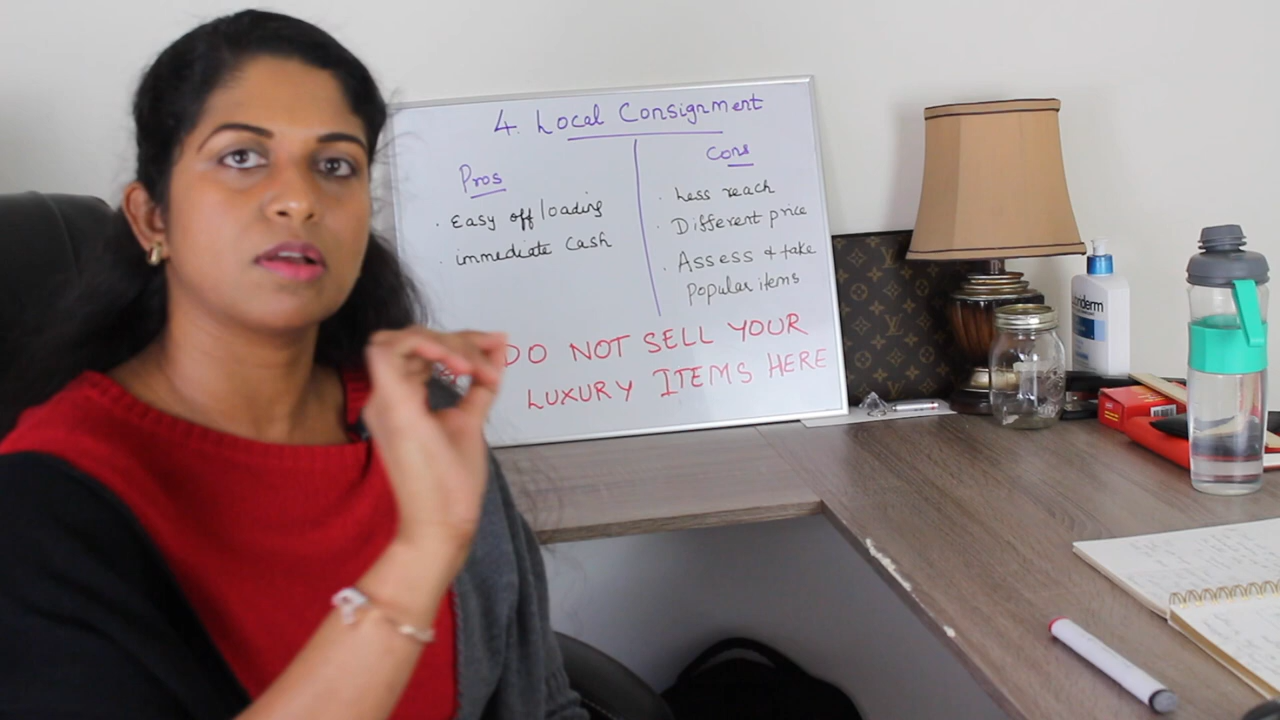 4. Local Consignment
Pros
• Easy off loading
• immediate cash
Cons
• Less reach
• Different price
• Assess & take
popular items
DO NOT SELL YOUR
LUXURY ITEMS HERE
derm